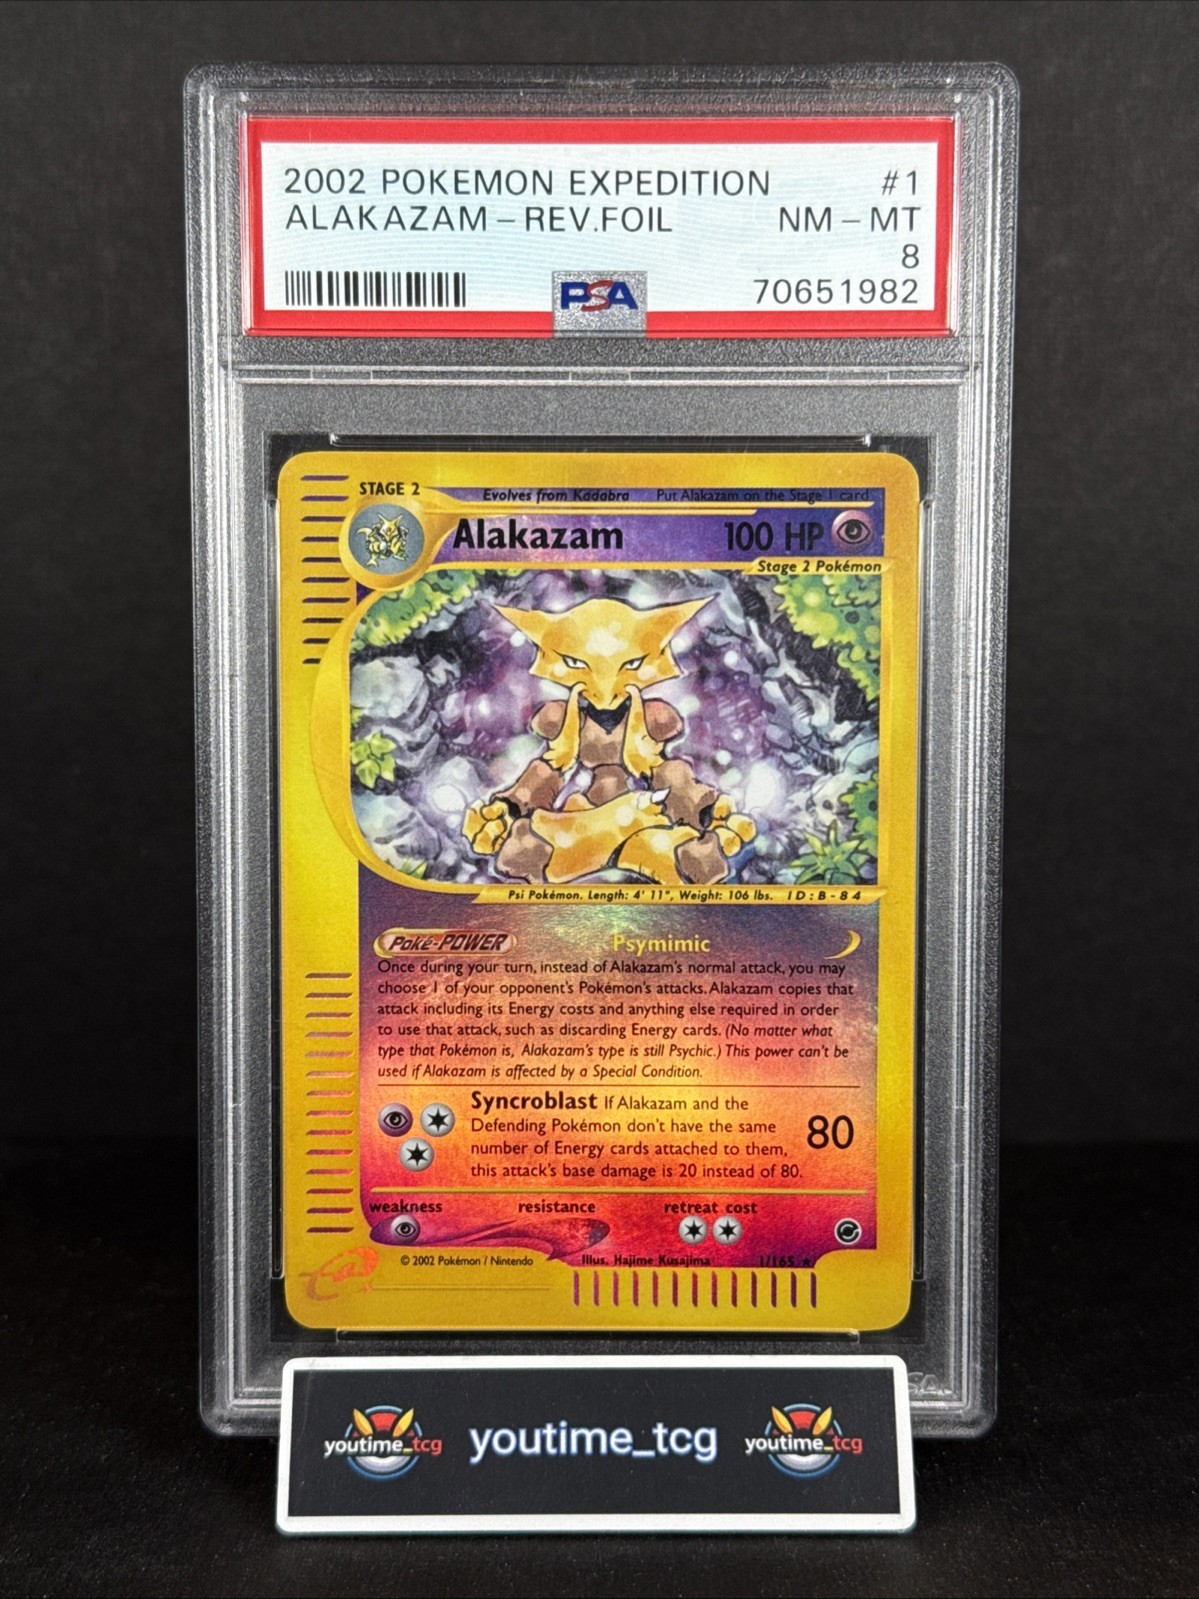 2002 POKEMON EXPEDITION #1
ALAKAZAM - REV.FOIL NM - MT
8
PSA 70651982
STAGE 2 Evolves from Kadabra Put Alakazam on the Stage 1 card
Alakazam 100 HP
Stage 2 Pokémon
Psi Pokémon. Length: 4' 11", Weight: 106 lbs. ID:B-84
Poké-POWER Psymimic
Once during your turn, instead of Alakazam's normal attack, you may
choose 1 of your opponent's Pokémon's attacks. Alakazam copies that
attack including its Energy costs and anything else required in order
to use that attack, such as discarding Energy cards. (No matter what
type that Pokémon is, Alakazam's type is still Psychic.) This power can't be
used if Alakazam is affected by a Special Condition.
Syncroblast If Alakazam and the
Defending Pokémon don't have the same
number of Energy cards attached to them,
this attack's base damage is 20 instead of 80.
80
weakness resistance retreat cost
© 2002 Pokémon / Nintendo Illus. Hajime Kusajima 1/165 ★
youtime_tcg youtime_tcg youtime_tcg